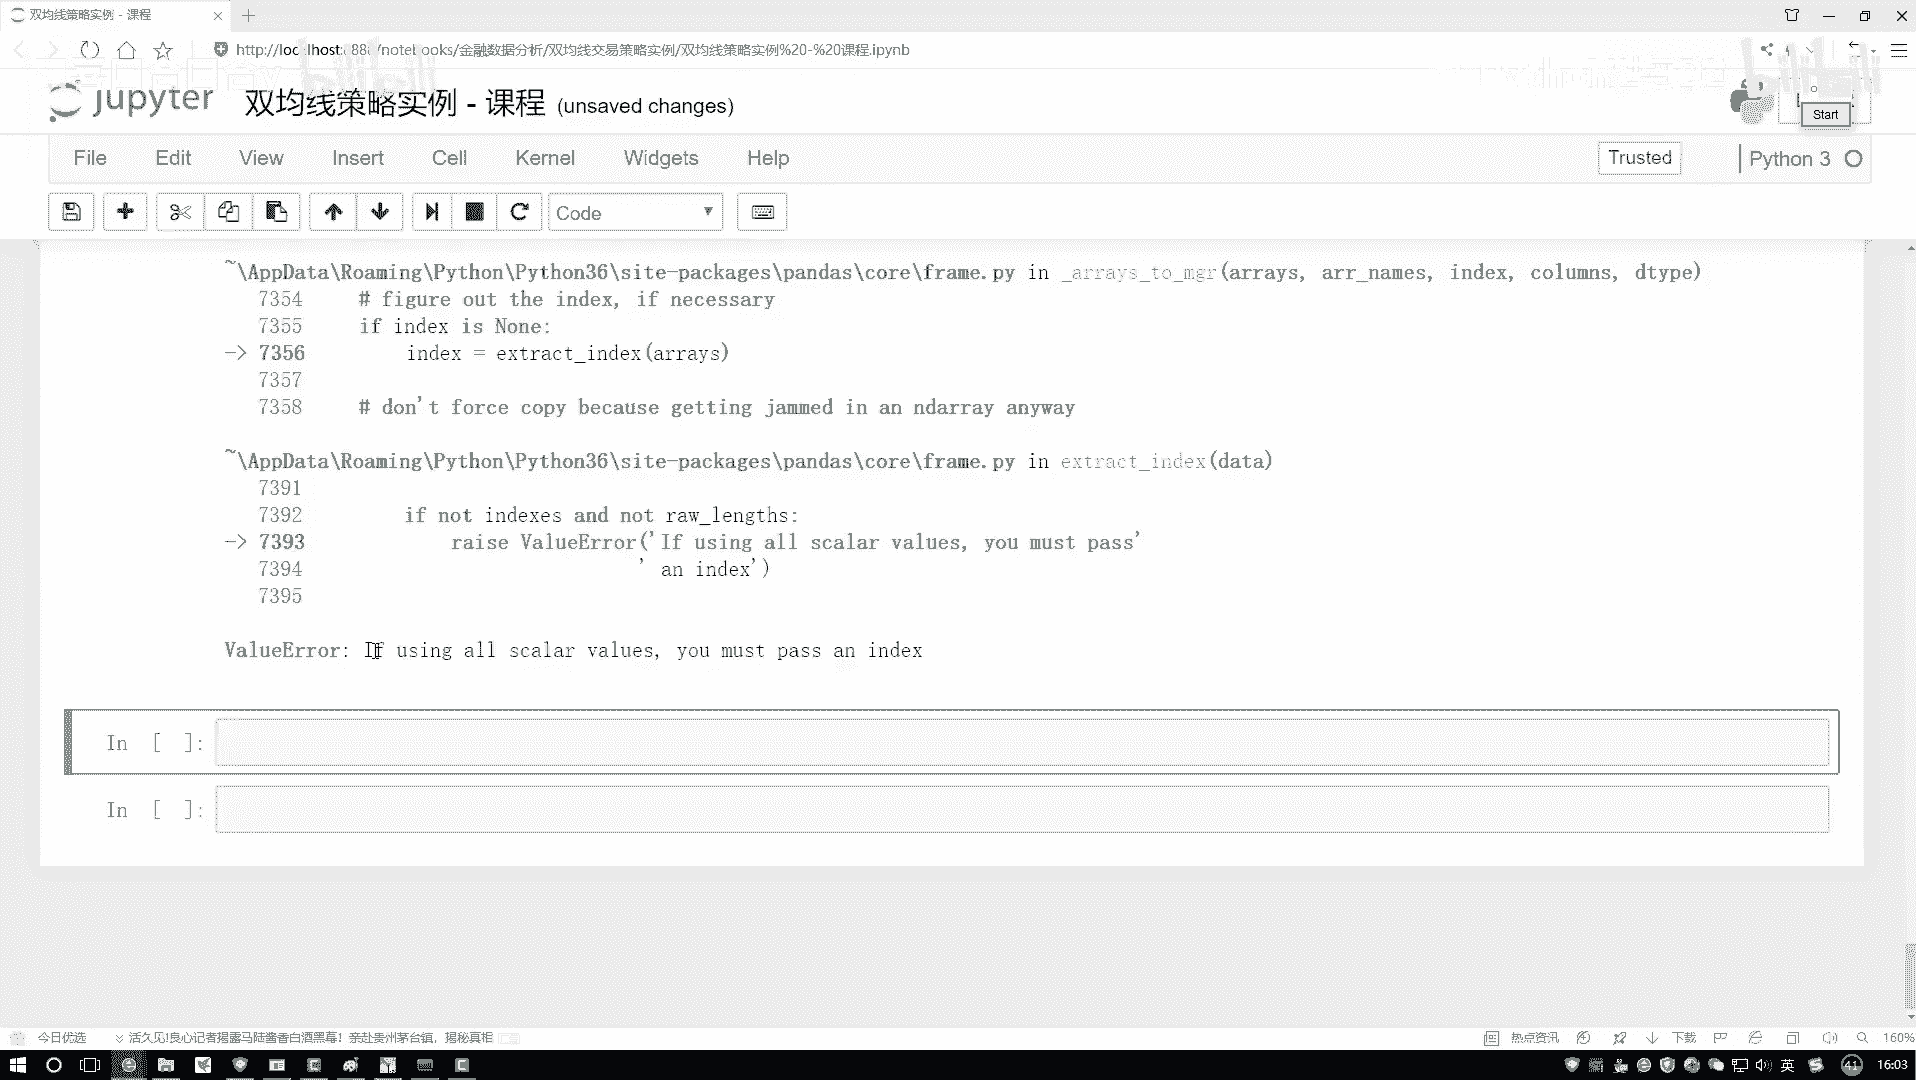 双均线策略实例 - 课程
http://localhost:888/notebooks/金融数据分析/双均线交易策略实例/双均线策略实例%20-%20课程.ipynb
jupyter 双均线策略实例 - 课程 (unsaved changes)
Start
File Edit View Insert Cell Kernel Widgets Help Trusted Python 3
Code
~\AppData\Roaming\Python\Python36\site-packages\pandas\core\frame.py in _arrays_to_mgr(arrays, arr_names, index, columns, dtype)
7354 # figure out the index, if necessary
7355 if index is None:
-> 7356 index = extract_index(arrays)
7357
7358 # don't force copy because getting jammed in an ndarray anyway
~\AppData\Roaming\Python\Python36\site-packages\pandas\core\frame.py in extract_index(data)
7391
7392 if not indexes and not raw_lengths:
-> 7393 raise ValueError('If using all scalar values, you must pass'
7394 ' an index')
7395
ValueError: If using all scalar values, you must pass an index
In [ ]:
In [ ]:
今日优选 活久见!良心记者揭露马陆酱香白酒黑幕! 亲赴贵州茅台镇, 揭秘真相 热点资讯 下载 160%
英 41 16:03